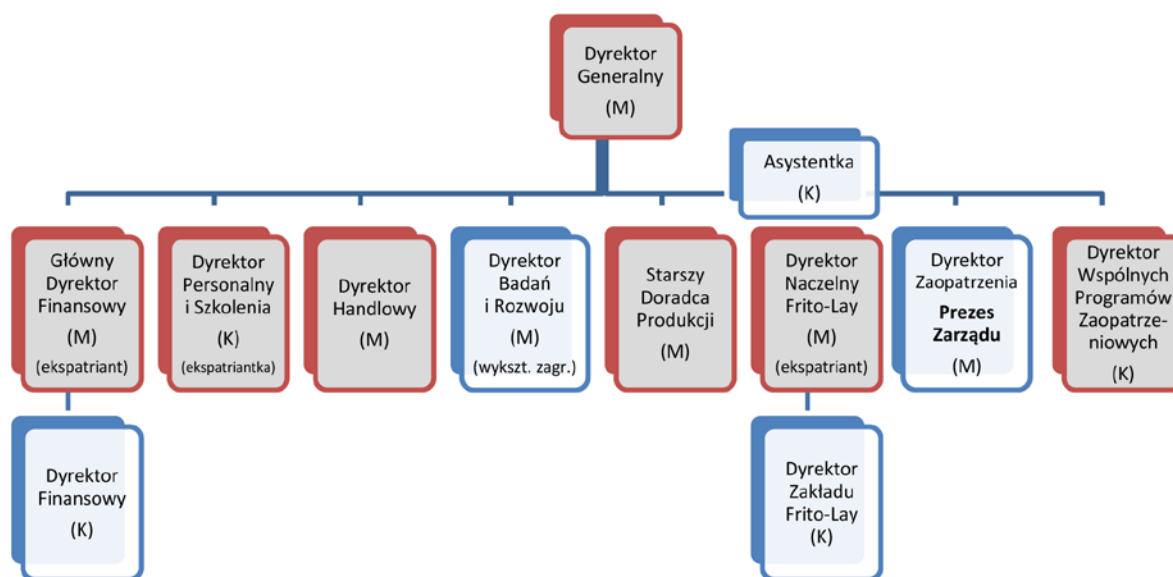 Dyrektor
Generalny
(M)
Asystentka
(K)
Główny
Dyrektor
Finansowy
(M)
(ekspatriant)
Dyrektor
Personalny
i Szkolenia
(K)
(ekspatriantka)
Dyrektor
Handlowy
(M)
Dyrektor
Badań
i Rozwoju
(M)
(wykszt. zagr.)
Starszy
Doradca
Produkcji
(M)
Dyrektor
Naczelny
Frito-Lay
(M)
(ekspatriant)
Dyrektor
Zaopatrzenia
Prezes
Zarządu
(M)
Dyrektor
Wspólnych
Programów
Zaopatrze-
niowych
(K)
Dyrektor
Finansowy
(K)
Dyrektor
Zakładu
Frito-Lay
(K)